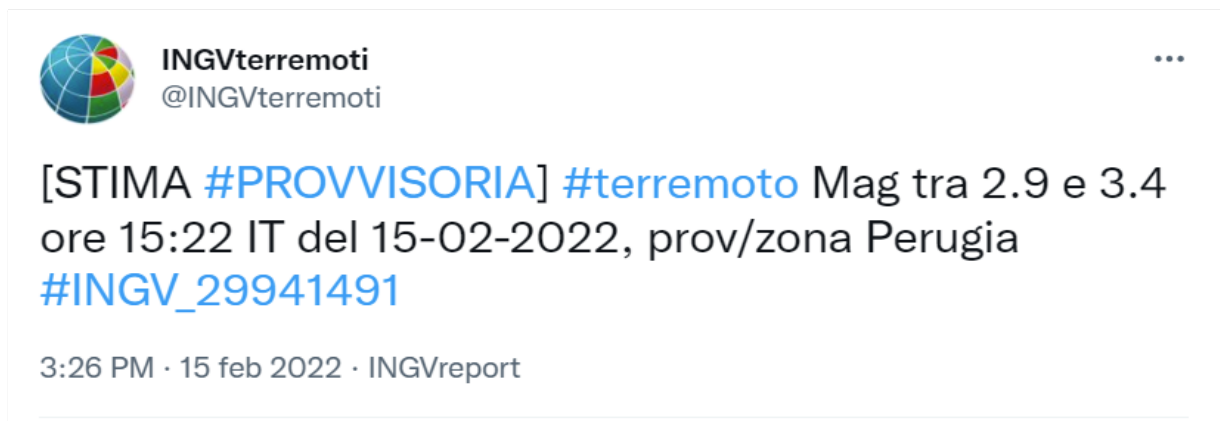 INGVterremoti
@INGVterremoti
[STIMA #PROVVISORIA] #terremoto Mag tra 2.9 e 3.4
ore 15:22 IT del 15-02-2022, prov/zona Perugia
#INGV_29941491
3:26 PM · 15 feb 2022 · INGVreport